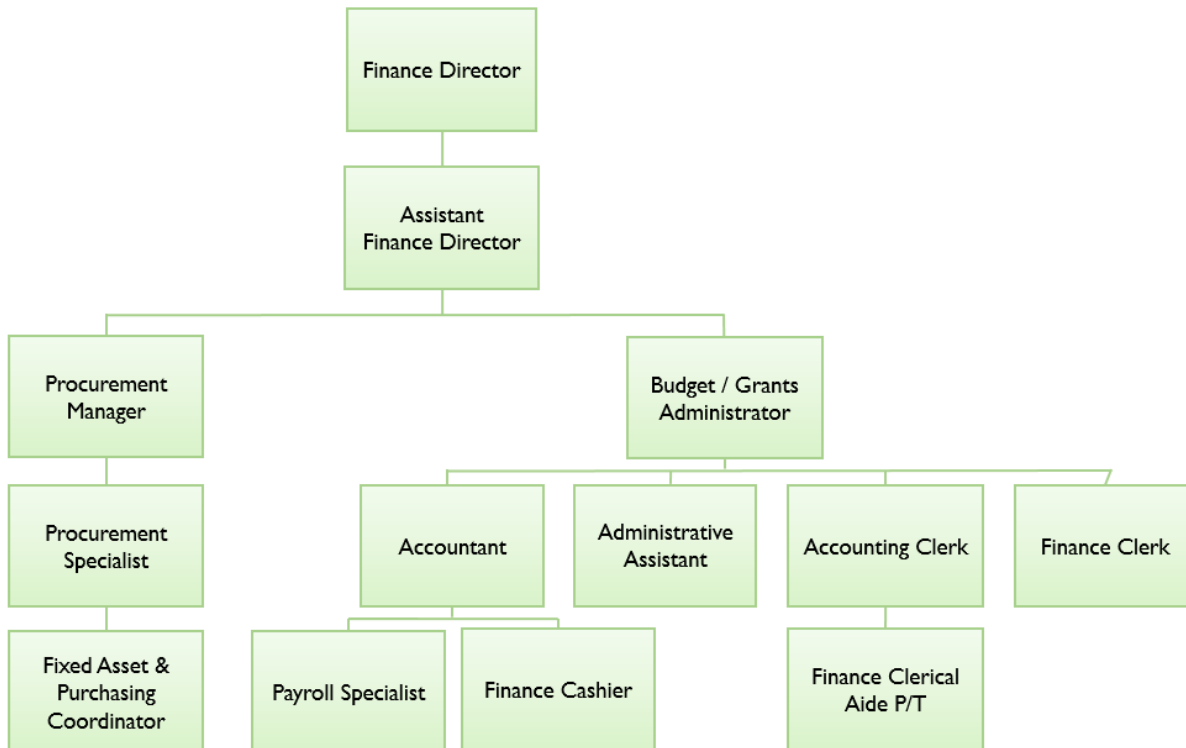 Finance Director
Assistant
Finance Director
Procurement
Manager
Budget / Grants
Administrator
Procurement
Specialist
Accountant
Administrative
Assistant
Accounting Clerk
Finance Clerk
Fixed Asset &
Purchasing
Coordinator
Payroll Specialist
Finance Cashier
Finance Clerical
Aide P/T